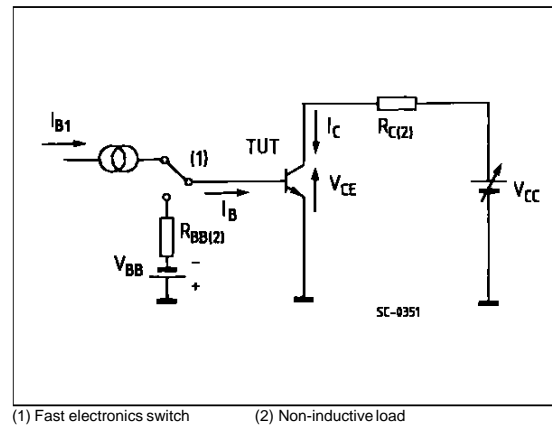 I_B1
(1)
TUT
I_B
I_C
V_CE
R_C(2)
V_CC
R_BB(2)
V_BB
−
+
SC-0351
(1) Fast electronics switch (2) Non-inductive load